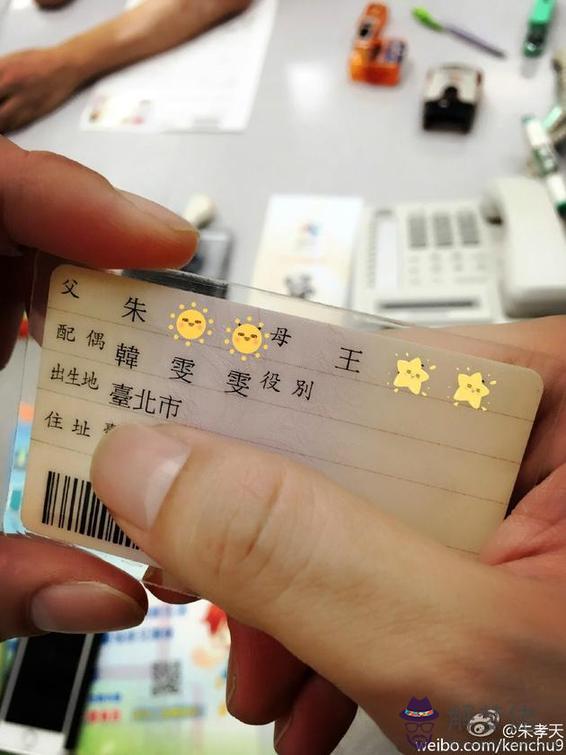 父 朱 母 王
配偶 韓雯雯 役別
出生地 臺北市
住址
@朱孝天
weibo.com/kenchu9